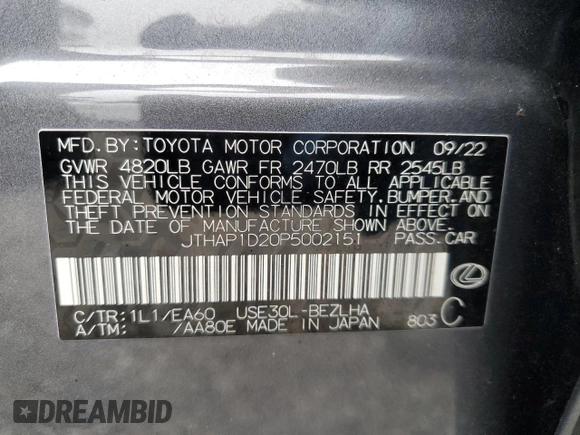 MFD.BY:TOYOTA MOTOR CORPORATION 09/22
GVWR 4820LB GAWR FR 2470LB RR 2545LB
THIS VEHICLE CONFORMS TO ALL APPLICABLE
FEDERAL MOTOR VEHICLE SAFETY,BUMPER,AND
THEFT PREVENTION STANDARDS IN EFFECT ON
THE DATE OF MANUFACTURE SHOWN ABOVE.
JTHAP1D20P5002151 PASS.CAR
C/TR:1L1/EA60 USE30L-BEZLHA C
A/TM: /AA80E MADE IN JAPAN 803
DREAMBID